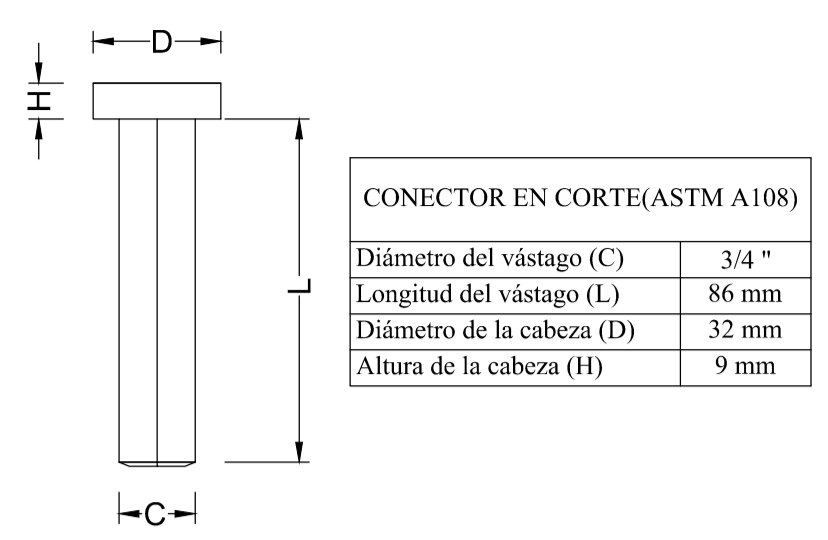 D
H
L
C
CONECTOR EN CORTE(ASTM A108)
Diámetro del vástago (C) 3/4 "
Longitud del vástago (L) 86 mm
Diámetro de la cabeza (D) 32 mm
Altura de la cabeza (H) 9 mm